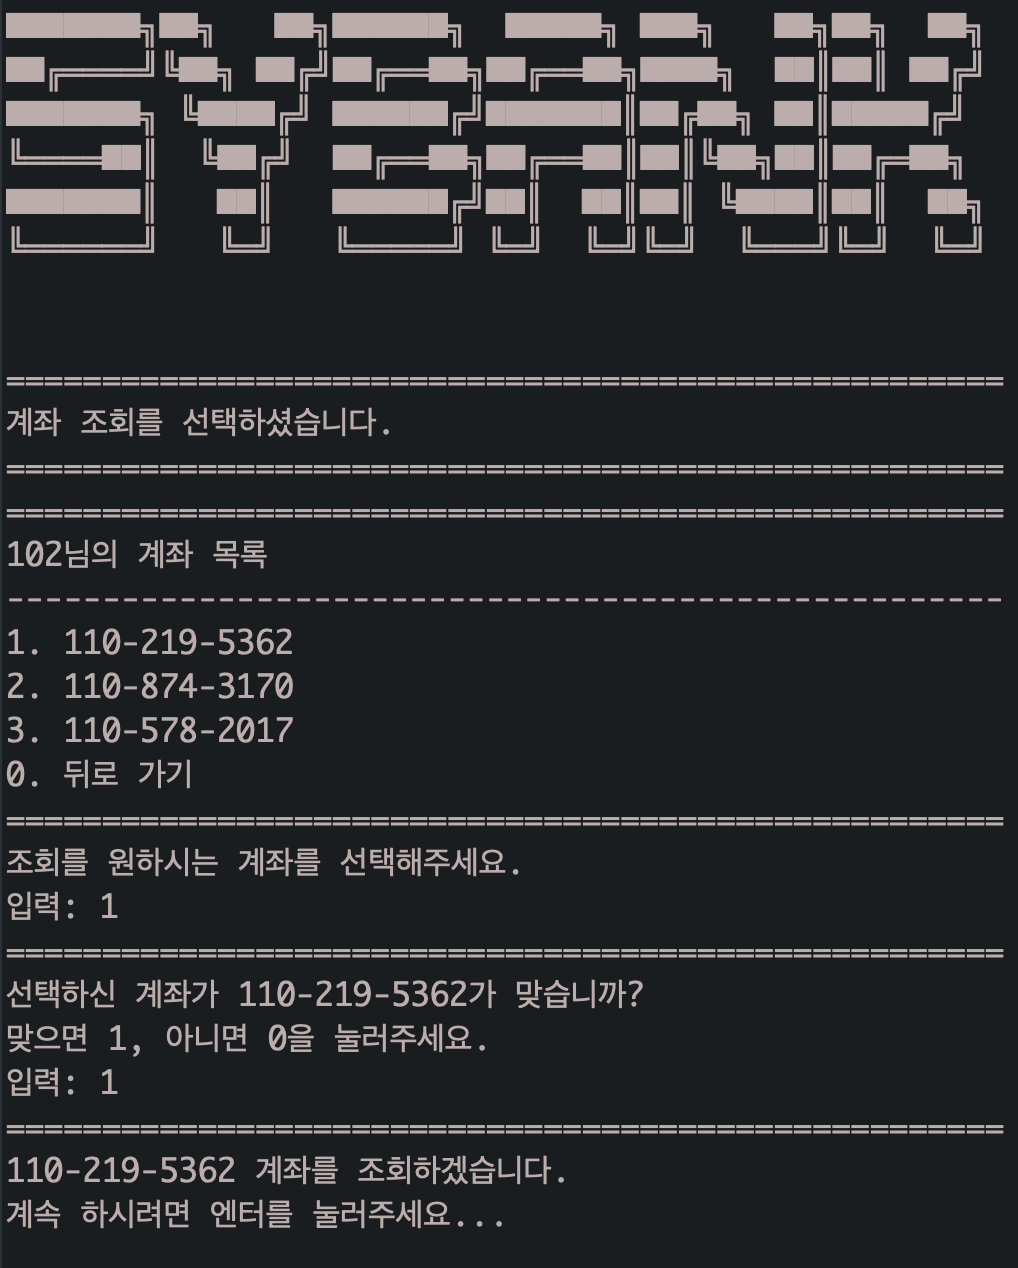 SYBANK
==================================================
계좌 조회를 선택하셨습니다.
==================================================
==================================================
102님의 계좌 목록
--------------------------------------------------
1. 110-219-5362
2. 110-874-3170
3. 110-578-2017
0. 뒤로 가기
==================================================
조회를 원하시는 계좌를 선택해주세요.
입력: 1
==================================================
선택하신 계좌가 110-219-5362가 맞습니까?
맞으면 1, 아니면 0을 눌러주세요.
입력: 1
==================================================
110-219-5362 계좌를 조회하겠습니다.
계속 하시려면 엔터를 눌러주세요...